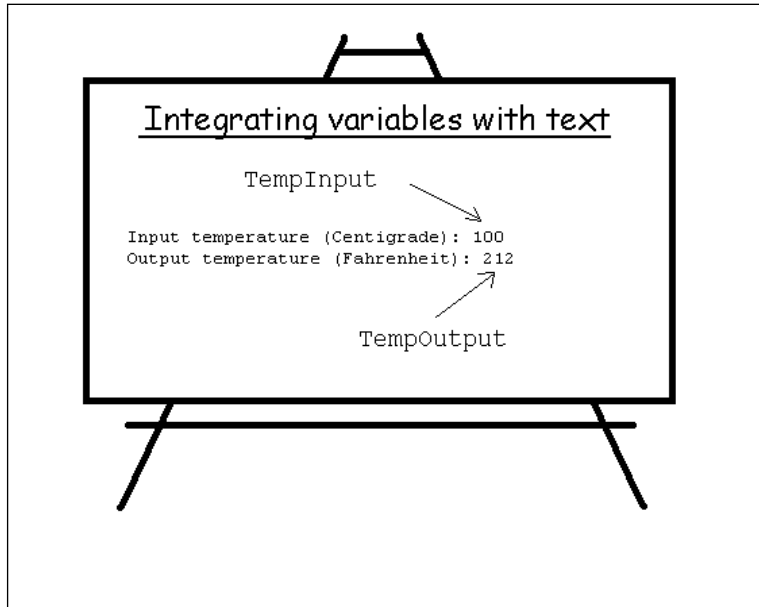 Integrating variables with text
TempInput
Input temperature (Centigrade): 100
Output temperature (Fahrenheit): 212
TempOutput